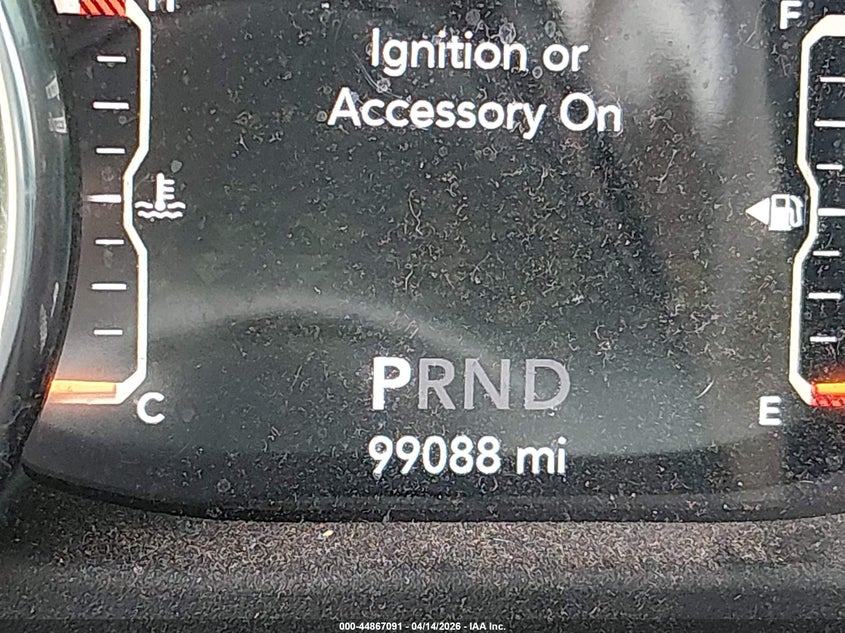 H
F
Ignition or
Accessory On
PRND
C
E
99088 mi
000-44867091 - 04/14/2026 - IAA Inc.